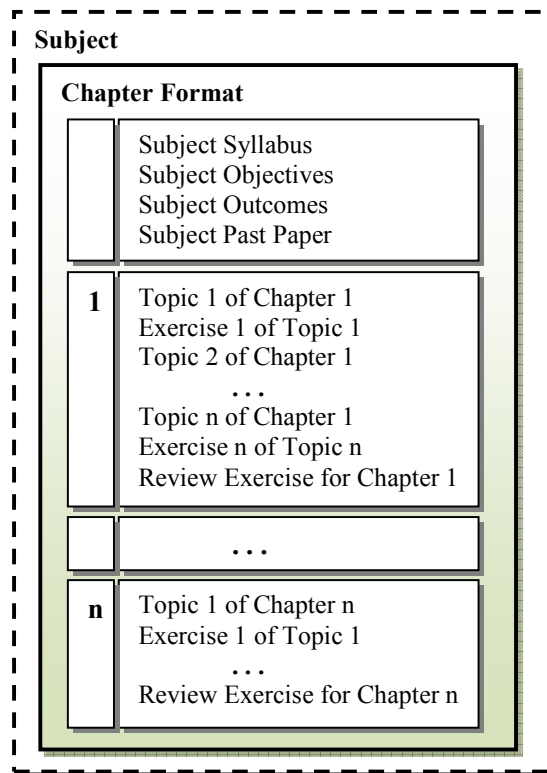 Subject
Chapter Format
Subject Syllabus
Subject Objectives
Subject Outcomes
Subject Past Paper
1
Topic 1 of Chapter 1
Exercise 1 of Topic 1
Topic 2 of Chapter 1
...
Topic n of Chapter 1
Exercise n of Topic n
Review Exercise for Chapter 1
...
n
Topic 1 of Chapter n
Exercise 1 of Topic 1
...
Review Exercise for Chapter n